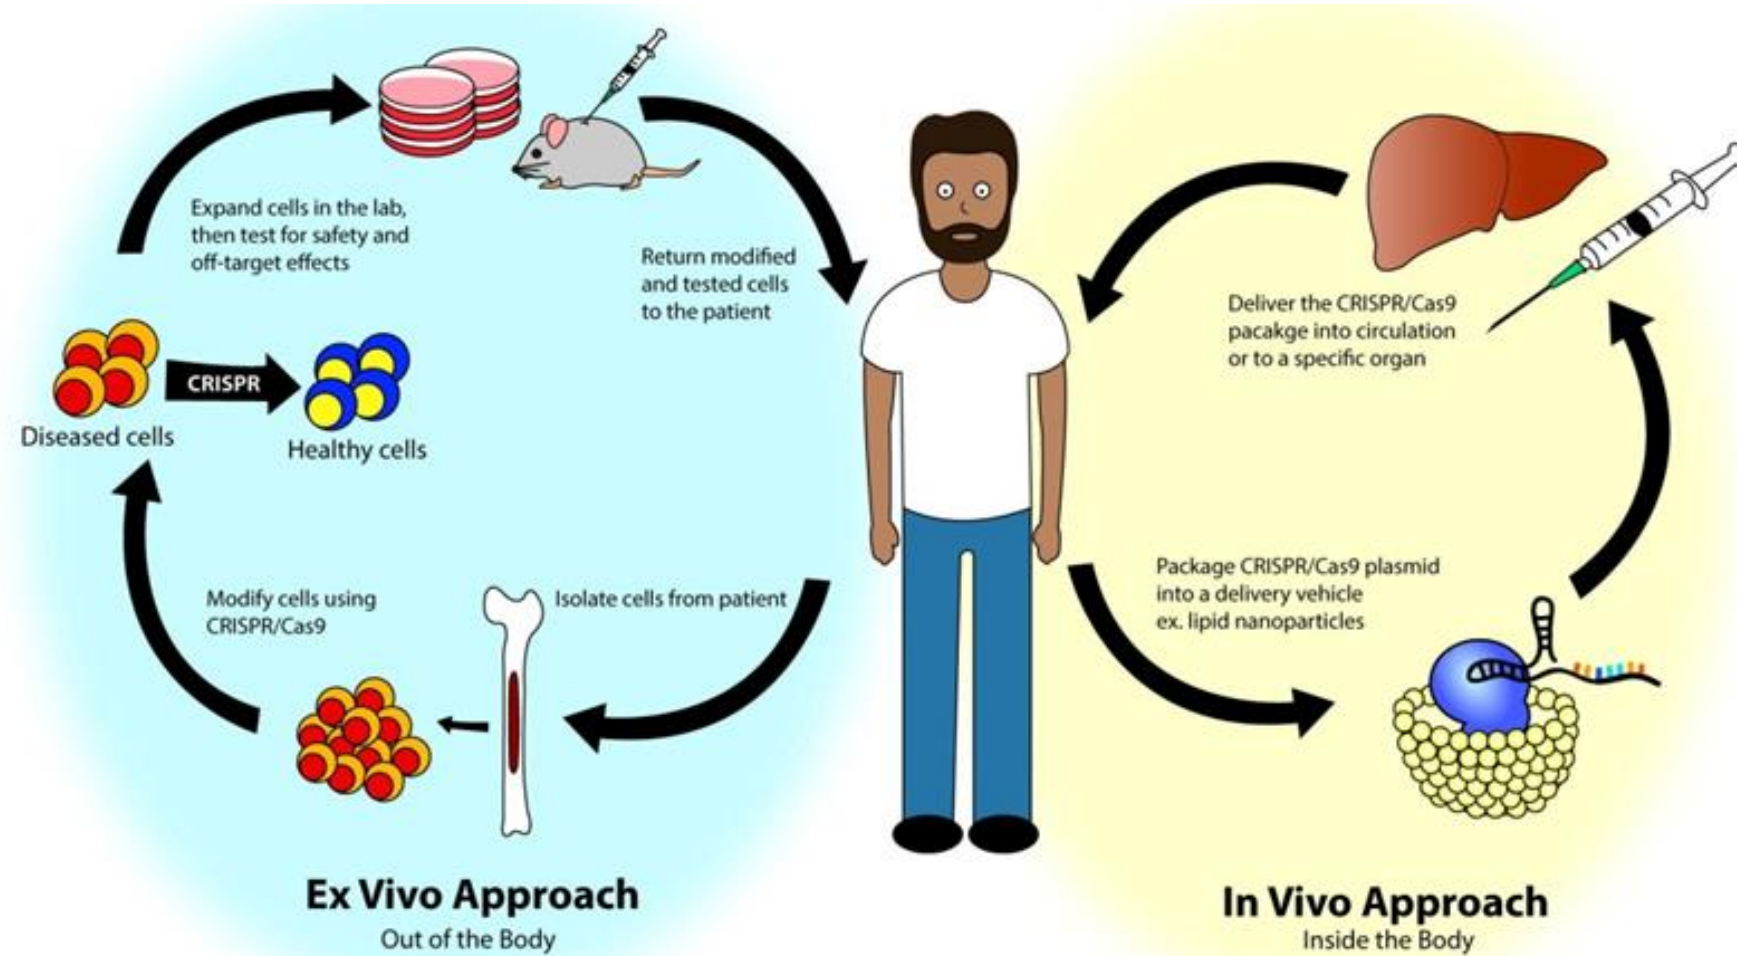 Expand cells in the lab,
then test for safety and
off-target effects
Return modified
and tested cells
to the patient
CRISPR
Diseased cells
Healthy cells
Modify cells using
CRISPR/Cas9
Isolate cells from patient
Ex Vivo Approach
Out of the Body
Deliver the CRISPR/Cas9
pacakge into circulation
or to a specific organ
Package CRISPR/Cas9 plasmid
into a delivery vehicle
ex. lipid nanoparticles
In Vivo Approach
Inside the Body